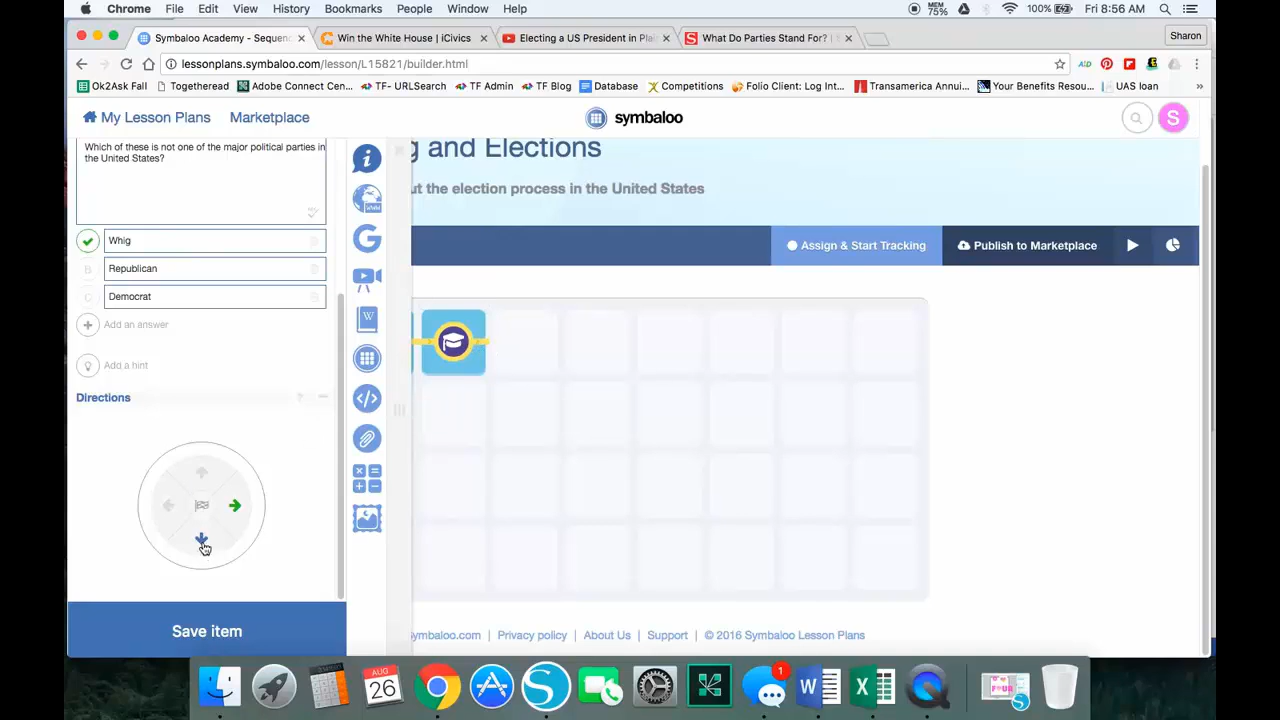 Chrome File Edit View History Bookmarks People Window Help MEM 75% 100% Fri 8:56 AM
Symbaloo Academy - Sequen Win the White House | iCivics Electing a US President in Plai What Do Parties Stand For? | Sharon
lessonplans.symbaloo.com/lesson/L15821/builder.html
Ok2Ask Fall Togetheread Adobe Connect Cen... TF- URLSearch TF Admin TF Blog Database Competitions Folio Client: Log Int... Transamerica Annui... Your Benefits Resou... UAS loan »
My Lesson Plans Marketplace symbaloo S
Which of these is not one of the major political parties in
the United States?
g and Elections
ut the election process in the United States
Whig
Assign & Start Tracking Publish to Marketplace
B Republican
C Democrat
Add an answer
Add a hint
Directions
Save item
ymbaloo.com | Privacy policy | About Us | Support | © 2016 Symbaloo Lesson Plans
AUG
26
1